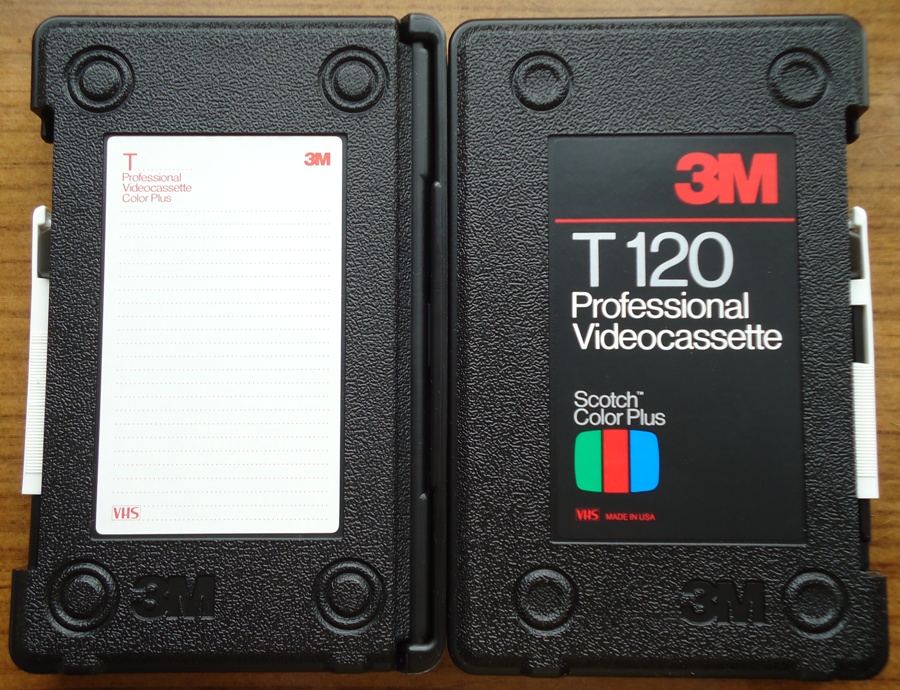 T
3M
Professional
Videocassette
Color Plus
VHS
3M
3M
T 120
Professional
Videocassette
Scotch™
Color Plus
VHS MADE IN USA
3M